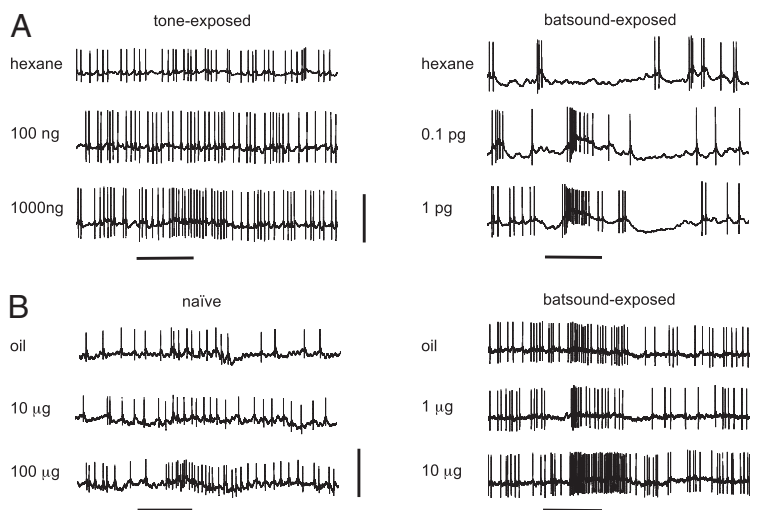 A
tone-exposed
batsound-exposed
hexane
hexane
100 ng
0.1 pg
1000ng
1 pg
B
naïve
batsound-exposed
oil
oil
10 µg
1 µg
100 µg
10 µg